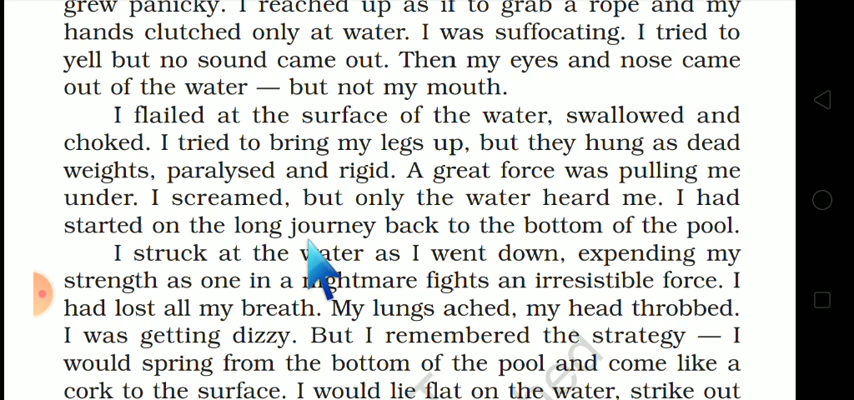 grew panicky. I reached up as if to grab a rope and my
hands clutched only at water. I was suffocating. I tried to
yell but no sound came out. Then my eyes and nose came
out of the water — but not my mouth.
I flailed at the surface of the water, swallowed and
choked. I tried to bring my legs up, but they hung as dead
weights, paralysed and rigid. A great force was pulling me
under. I screamed, but only the water heard me. I had
started on the long journey back to the bottom of the pool.
I struck at the water as I went down, expending my
strength as one in a nightmare fights an irresistible force. I
had lost all my breath. My lungs ached, my head throbbed.
I was getting dizzy. But I remembered the strategy — I
would spring from the bottom of the pool and come like a
cork to the surface. I would lie flat on the water, strike out